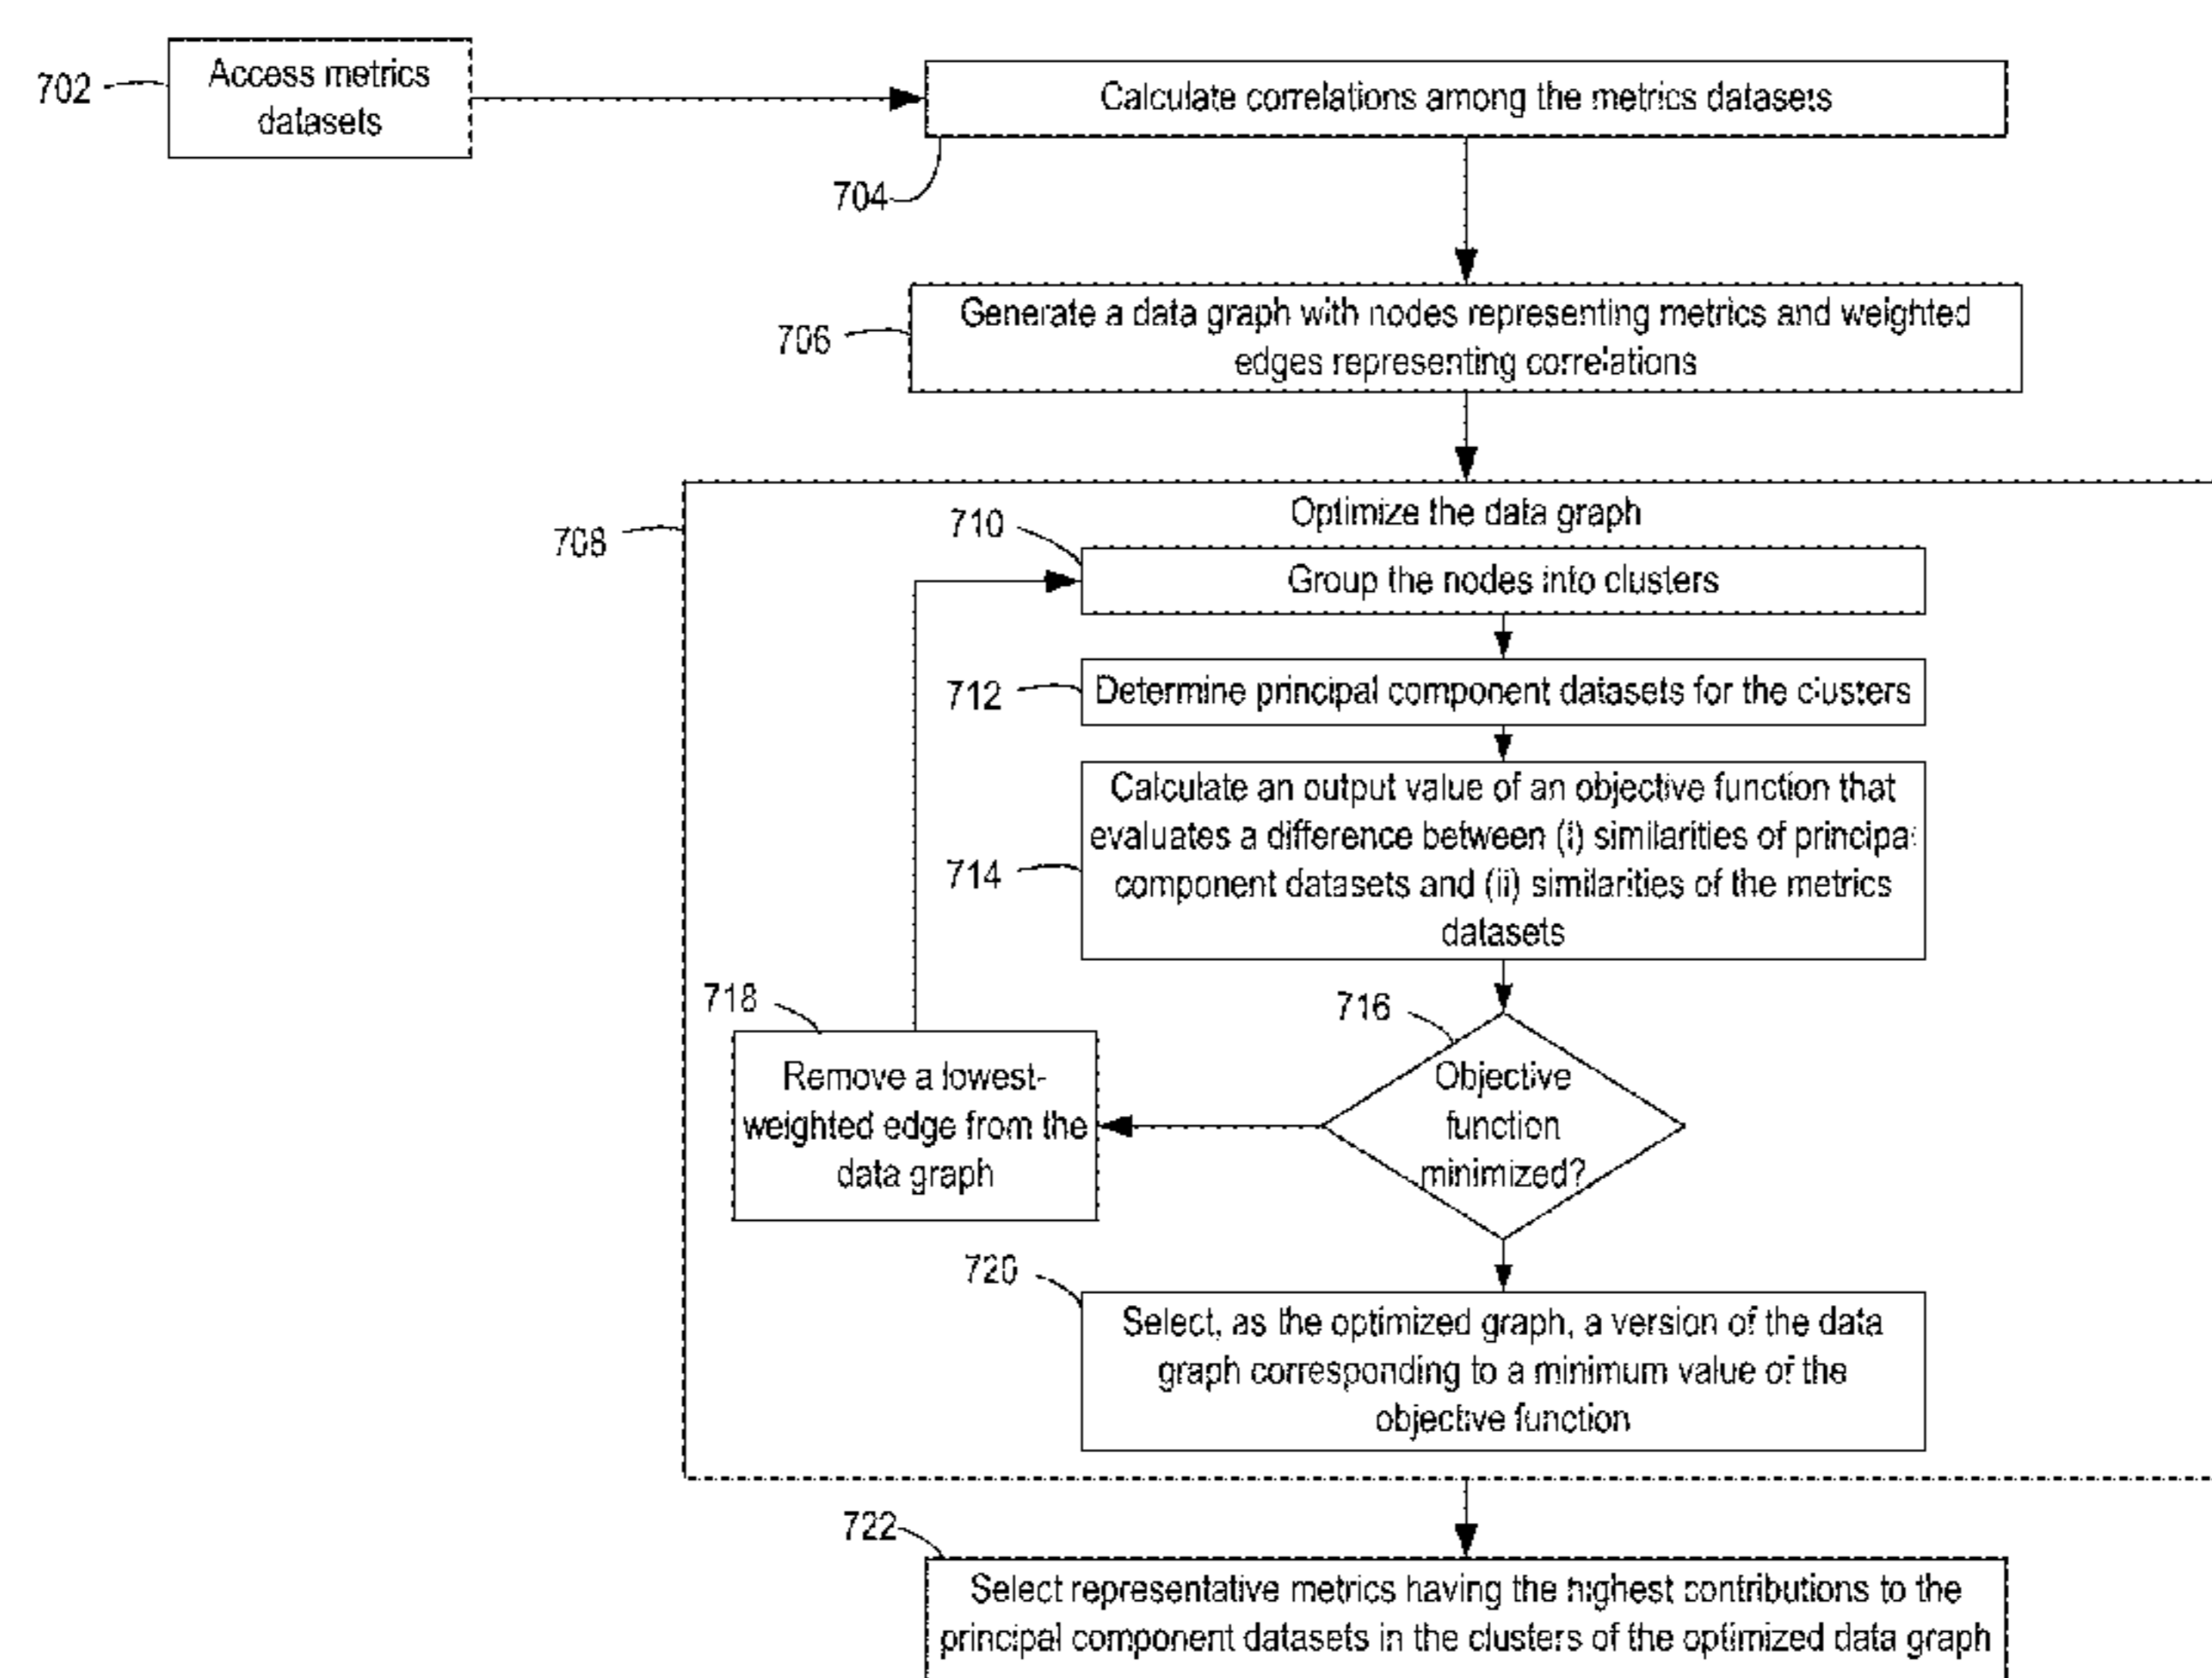 702
Access metrics
datasets
Calculate correlations among the metrics datasets
704
Generate a data graph with nodes representing metrics and weighted
edges representing correlations
706
708
Optimize the data graph
710
Group the nodes into clusters
712
Determine principal component datasets for the clusters
714
Calculate an output value of an objective function that
evaluates a difference between (i) similarities of principal
component datasets and (ii) similarities of the metrics
datasets
716
Objective
function
minimized?
718
Remove a lowest-
weighted edge from the
data graph
720
Select, as the optimized graph, a version of the data
graph corresponding to a minimum value of the
objective function
722
Select representative metrics having the highest contributions to the
principal component datasets in the clusters of the optimized data graph